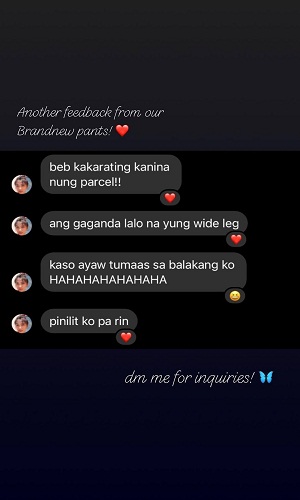 Another feedback from our
Brandnew pants! ❤️
beb kakarating kanina
nung parcel!!
ang gaganda lalo na yung wide leg
kaso ayaw tumaas sa balakang ko
HAHAHAHAHAHAHA
pinilit ko pa rin
dm me for inquiries! 🦋